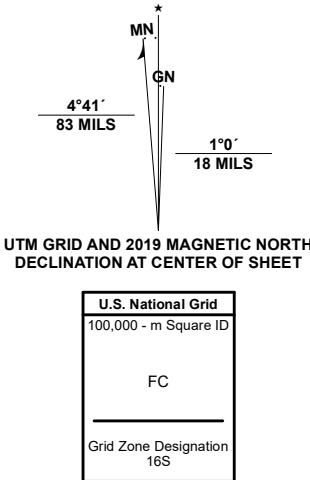 MN
GN
4°41´
83 MILS
1°0´
18 MILS
UTM GRID AND 2019 MAGNETIC NORTH
DECLINATION AT CENTER OF SHEET
U.S. National Grid
100,000 - m Square ID
FC
Grid Zone Designation
16S